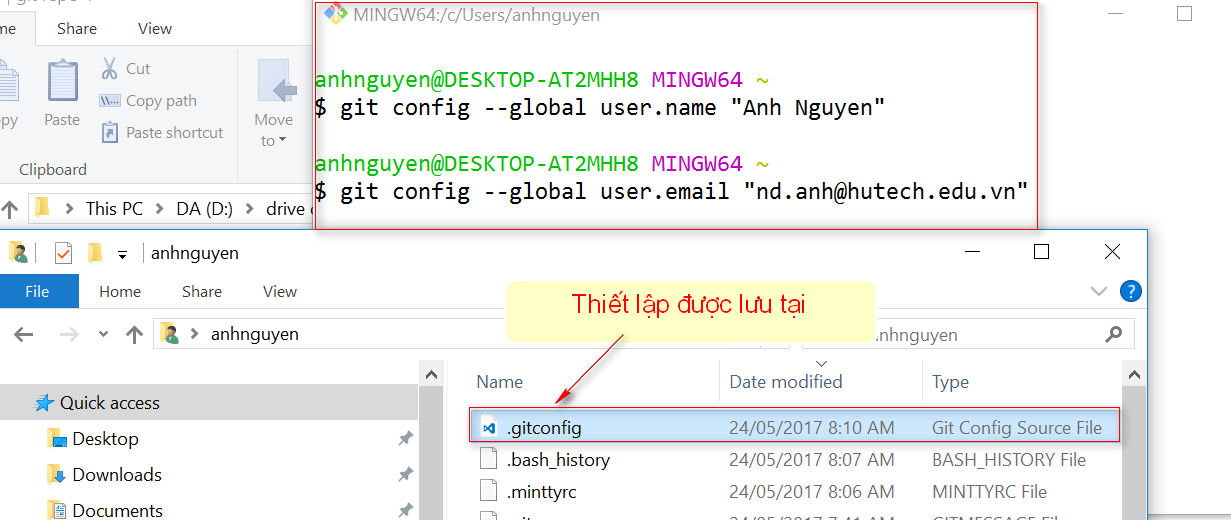 Share
View
Cut
Copy path
Paste
Paste shortcut
Move
to
Clipboard
This PC
DA (D:)
MINGW64:/c/Users/anhnguyen
anhnguyen@DESKTOP-AT2MHH8 MINGW64 ~
$ git config --global user.name "Anh Nguyen"
anhnguyen@DESKTOP-AT2MHH8 MINGW64 ~
$ git config --global user.email "nd.anh@hutech.edu.vn"
anhnguyen
File
Home
Share
View
anhnguyen
Thiết lập được lưu tại
Name
Date modified
Type
Quick access
Desktop
Downloads
Documents
.gitconfig 24/05/2017 8:10 AM Git Config Source File
.bash_history 24/05/2017 8:07 AM BASH_HISTORY File
.minttyrc 24/05/2017 8:06 AM MINTTYRC File